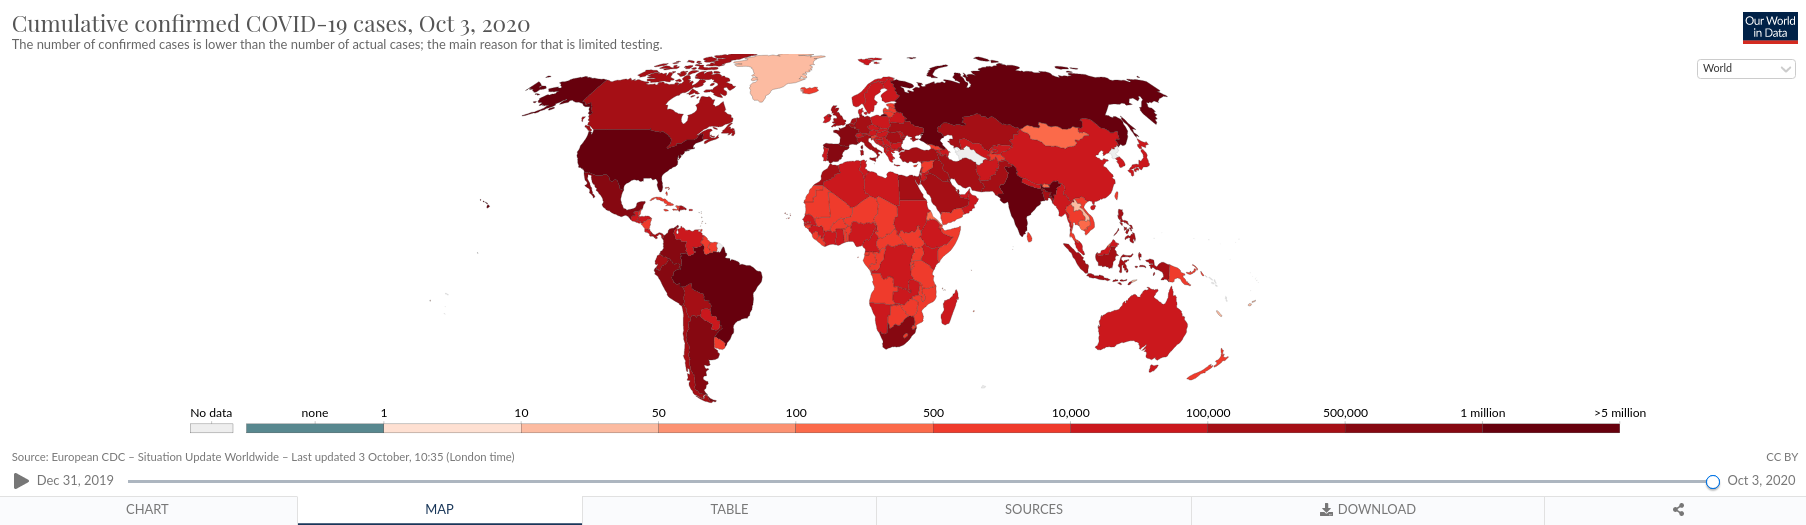 Cumulative confirmed COVID-19 cases, Oct 3, 2020
The number of confirmed cases is lower than the number of actual cases; the main reason for that is limited testing.
Our World
in Data
World
No data none 1 10 50 100 500 10,000 100,000 500,000 1 million >5 million
Source: European CDC – Situation Update Worldwide – Last updated 3 October, 10:35 (London time)
CC BY
Dec 31, 2019
Oct 3, 2020
CHART MAP TABLE SOURCES DOWNLOAD